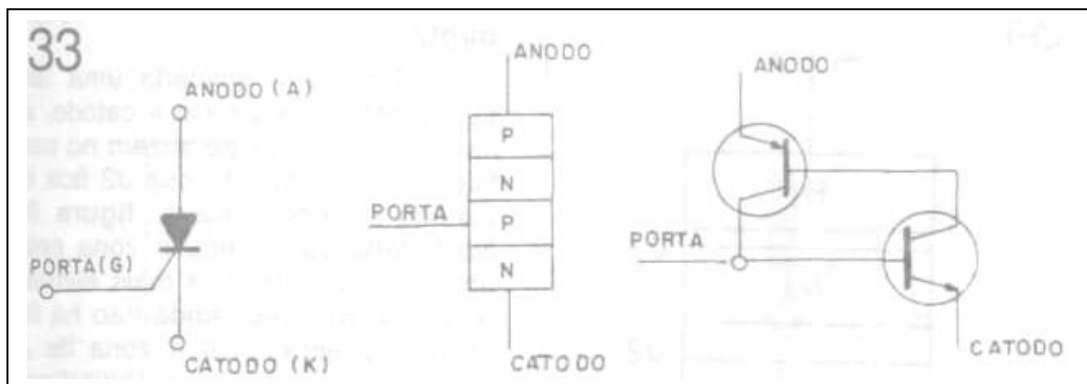 33
ANODO (A)
PORTA(G)
CATODO (K)
ANODO
P
N
P
N
PORTA
CATODO
ANODO
PORTA
CATODO